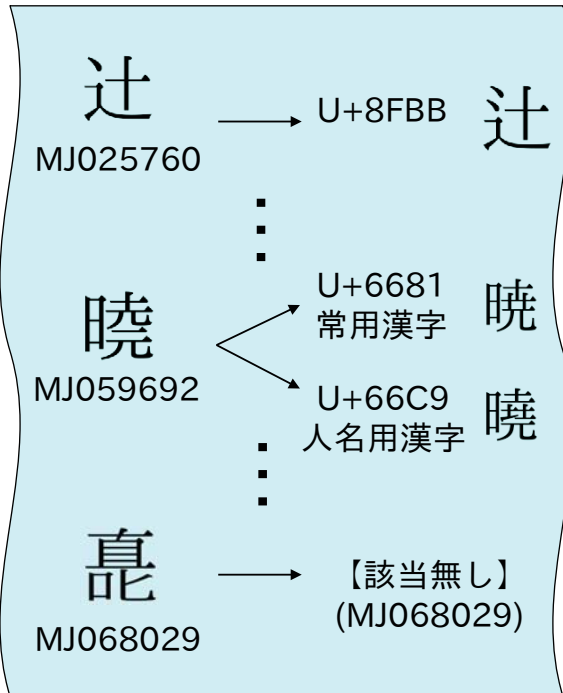 辻 U+8FBB 辻
MJ025760
U+6681 暁
常用漢字
MJ059692
U+66C9 曉
人名用漢字
【該当無し】
(MJ068029)
MJ068029